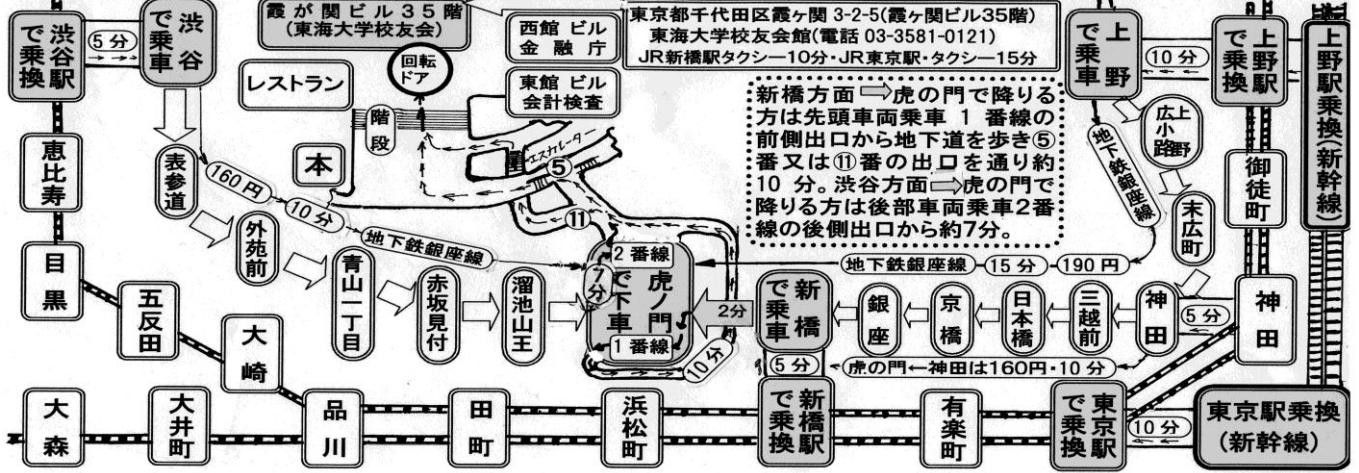 霞が関ビル35階
(東海大学校友会)
西館 ビル
金融庁
東京都千代田区霞ヶ関3-2-5(霞ヶ関ビル35階)
東海大学校友会館(電話 03-3581-0121)
JR新橋駅タクシー10分・JR東京駅・タクシー15分
渋谷駅で乗換
5分
渋谷で乗車
レストラン
回転
ドア
東館 ビル
会計検査
階段
エスカレーター
本
⑤
⑪
新橋方面⇨虎の門で降りる
方は先頭車両乗車 1 番線の
前側出口から地下道を歩き⑤
番又は⑪番の出口を通り約
10 分。渋谷方面⇨虎の門で
降りる方は後部車両乗車2番
線の後側出口から約7分。
上野で乗車
10分
上野駅で乗換
上野駅乗換(新幹線)
恵比寿
目黒
五反田
大崎
表参道
160円
10分
地下鉄銀座線
外苑前
青山一丁目
赤坂見付
溜池山王
2番線
7分
虎ノ門で下車
1番線
10分
2分
新橋で乗車
銀座
京橋
日本橋
三越前
神田
5分
神田
地下鉄銀座線
15分
190円
上野広小路
地下鉄銀座線
末広町
御徒町
5分
虎の門←神田は160円・10分
大森
大井町
品川
田町
浜松町
新橋駅で乗換
有楽町
東京駅で乗換
10分
東京駅乗換
(新幹線)